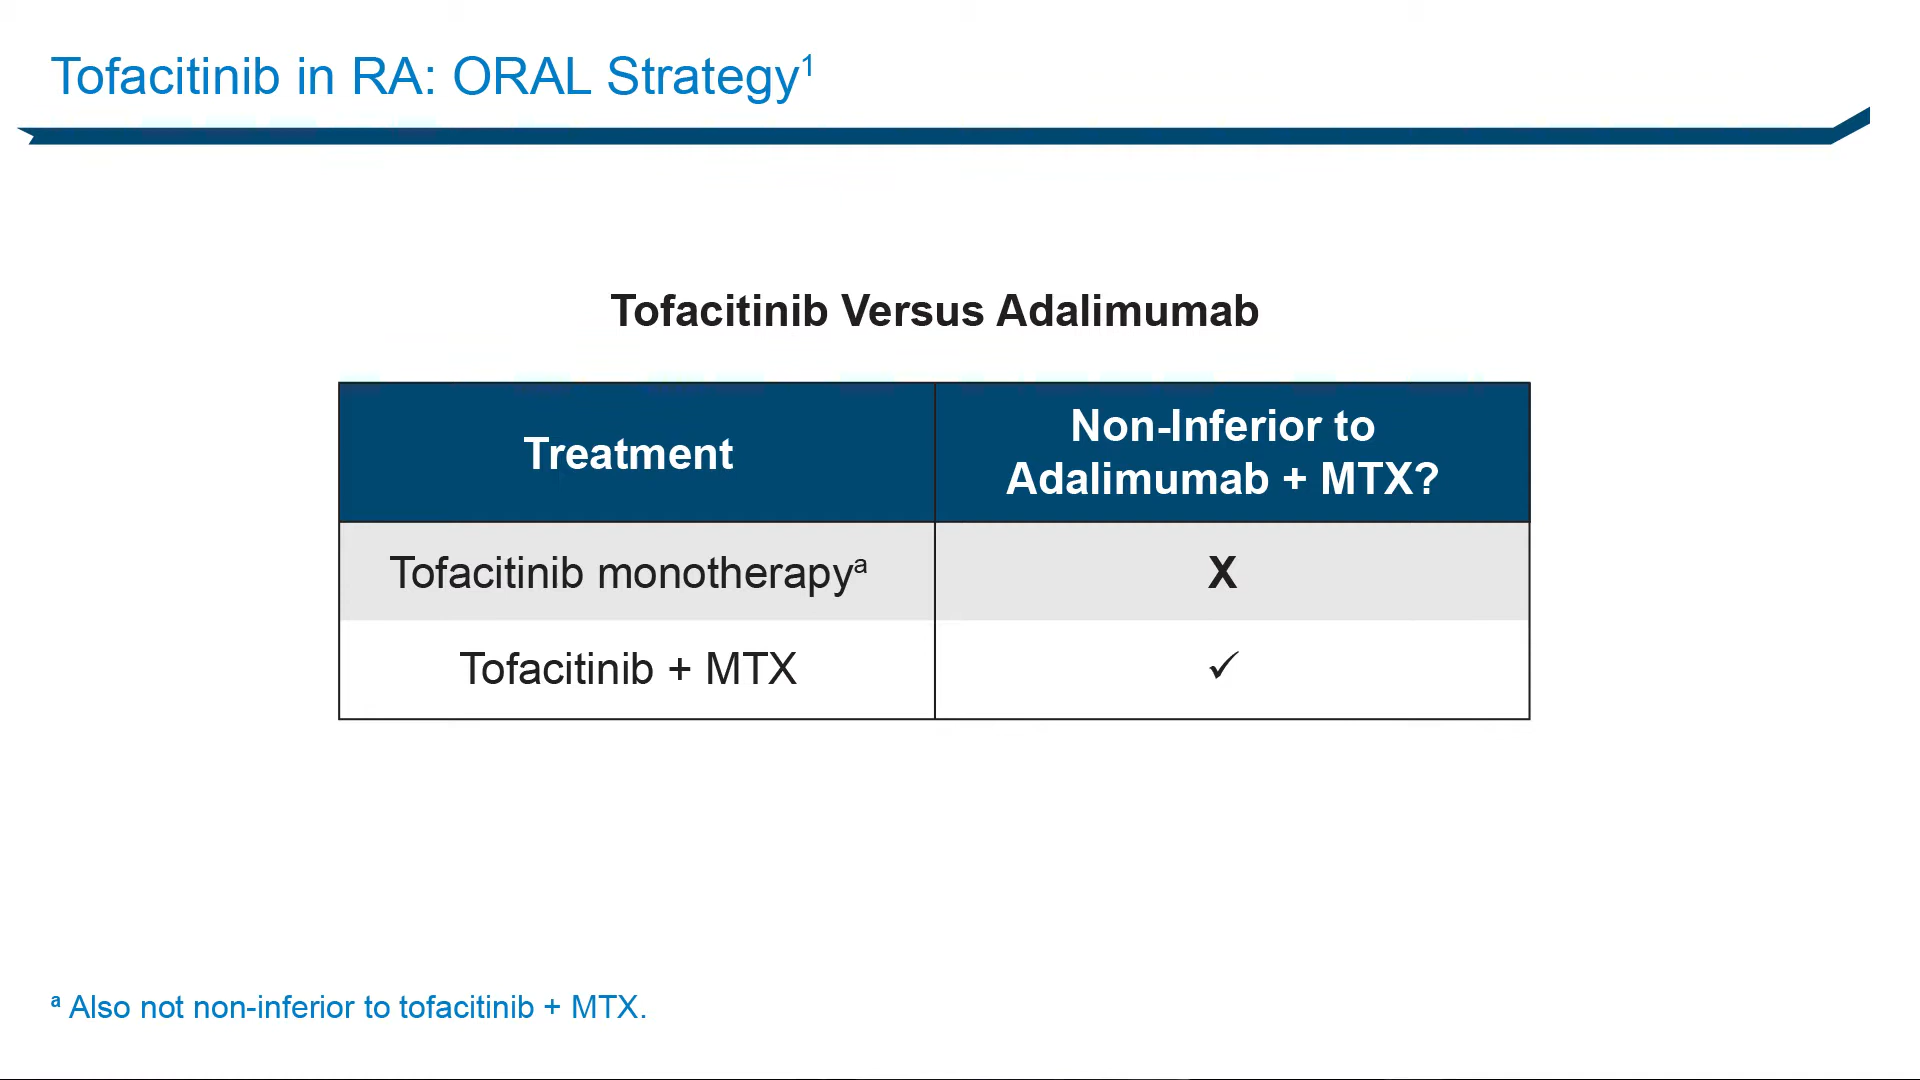 Tofacitinib in RA: ORAL Strategy¹
Tofacitinib Versus Adalimumab
Treatment
Non-Inferior to
Adalimumab + MTX?
Tofacitinib monotherapyᵃ
X
Tofacitinib + MTX
✓
ᵃ Also not non-inferior to tofacitinib + MTX.